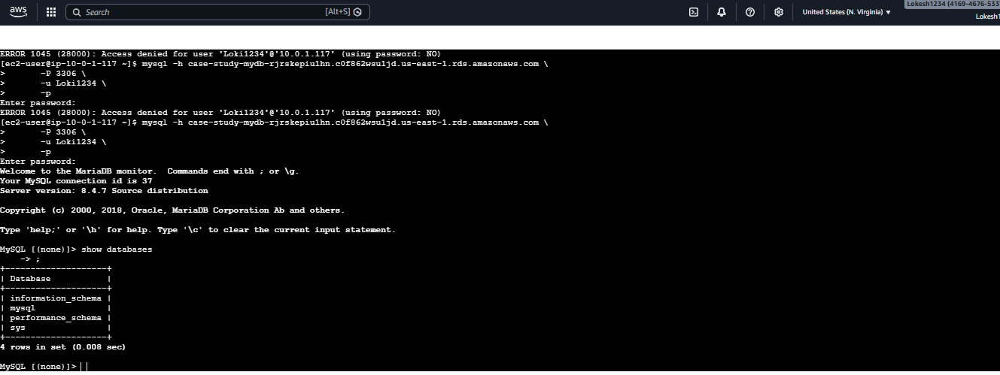 aws
Search [Alt+S]
United States (N. Virginia)
Lokesh1234 (4169-4676-533
Lokesh1
ERROR 1045 (28000): Access denied for user 'Loki1234'@'10.0.1.117' (using password: NO)
[ec2-user@ip-10-0-1-117 ~]$ mysql -h case-study-mydb-rjrskepiu1hn.c0f862wsu1jd.us-east-1.rds.amazonaws.com \
> -P 3306 \
> -u Loki1234 \
> -p
Enter password:
ERROR 1045 (28000): Access denied for user 'Loki1234'@'10.0.1.117' (using password: NO)
[ec2-user@ip-10-0-1-117 ~]$ mysql -h case-study-mydb-rjrskepiu1hn.c0f862wsu1jd.us-east-1.rds.amazonaws.com \
> -P 3306 \
> -u Loki1234 \
> -p
Enter password:
Welcome to the MariaDB monitor.  Commands end with ; or \g.
Your MySQL connection id is 37
Server version: 8.4.7 Source distribution
Copyright (c) 2000, 2018, Oracle, MariaDB Corporation Ab and others.
Type 'help;' or '\h' for help. Type '\c' to clear the current input statement.
MySQL [(none)]> show databases
-> ;
+--------------------+
| Database           |
+--------------------+
| information_schema |
| mysql              |
| performance_schema |
| sys                |
+--------------------+
4 rows in set (0.008 sec)
MySQL [(none)]>